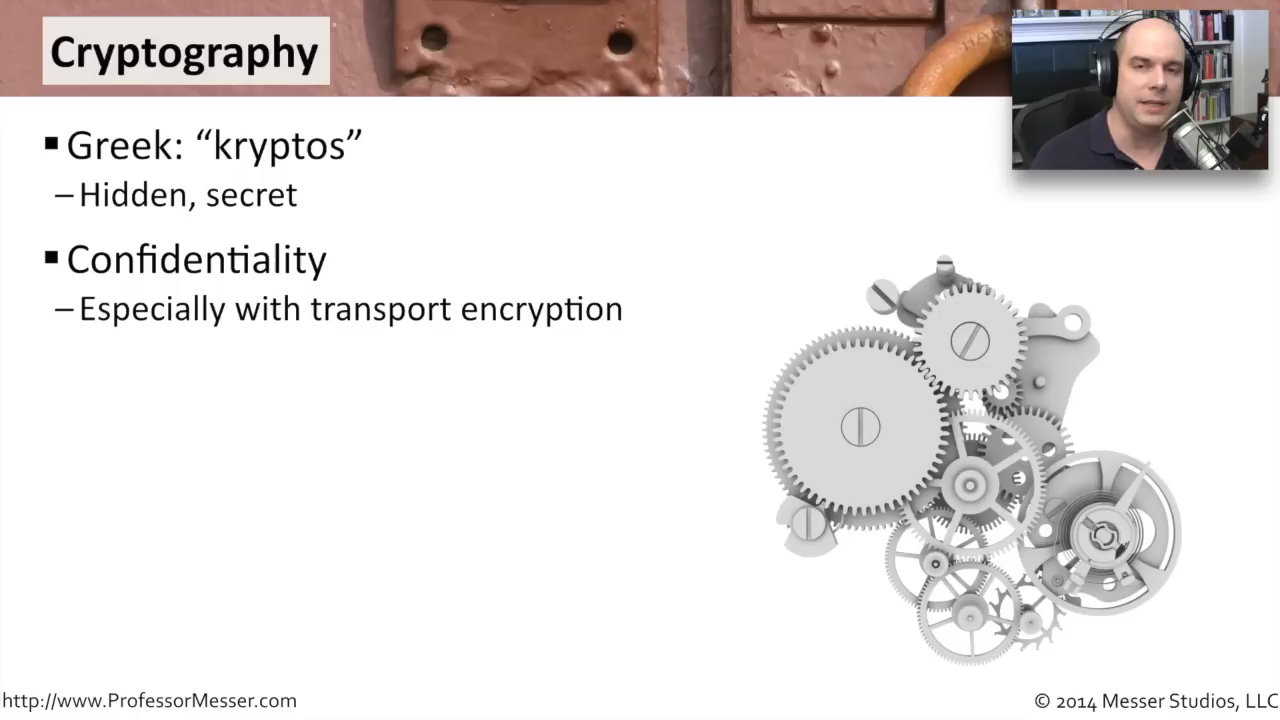 Cryptography
▪ Greek: “kryptos”
– Hidden, secret
▪ Confidentiality
– Especially with transport encryption
http://www.ProfessorMesser.com
© 2014 Messer Studios, LLC